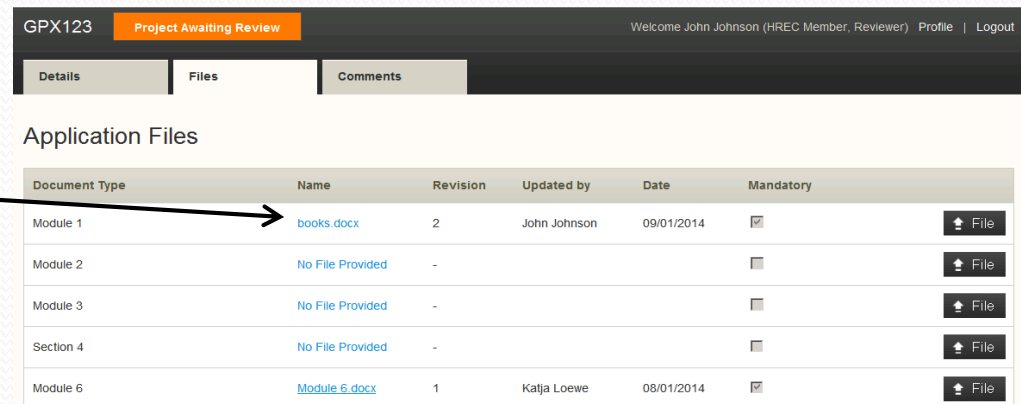 GPX123 Project Awaiting Review Welcome John Johnson (HREC Member, Reviewer) Profile | Logout
Details Files Comments
Application Files
Document Type Name Revision Updated by Date Mandatory
Module 1 books.docx 2 John Johnson 09/01/2014 File
Module 2 No File Provided - File
Module 3 No File Provided - File
Section 4 No File Provided - File
Module 6 Module 6.docx 1 Katja Loewe 08/01/2014 File